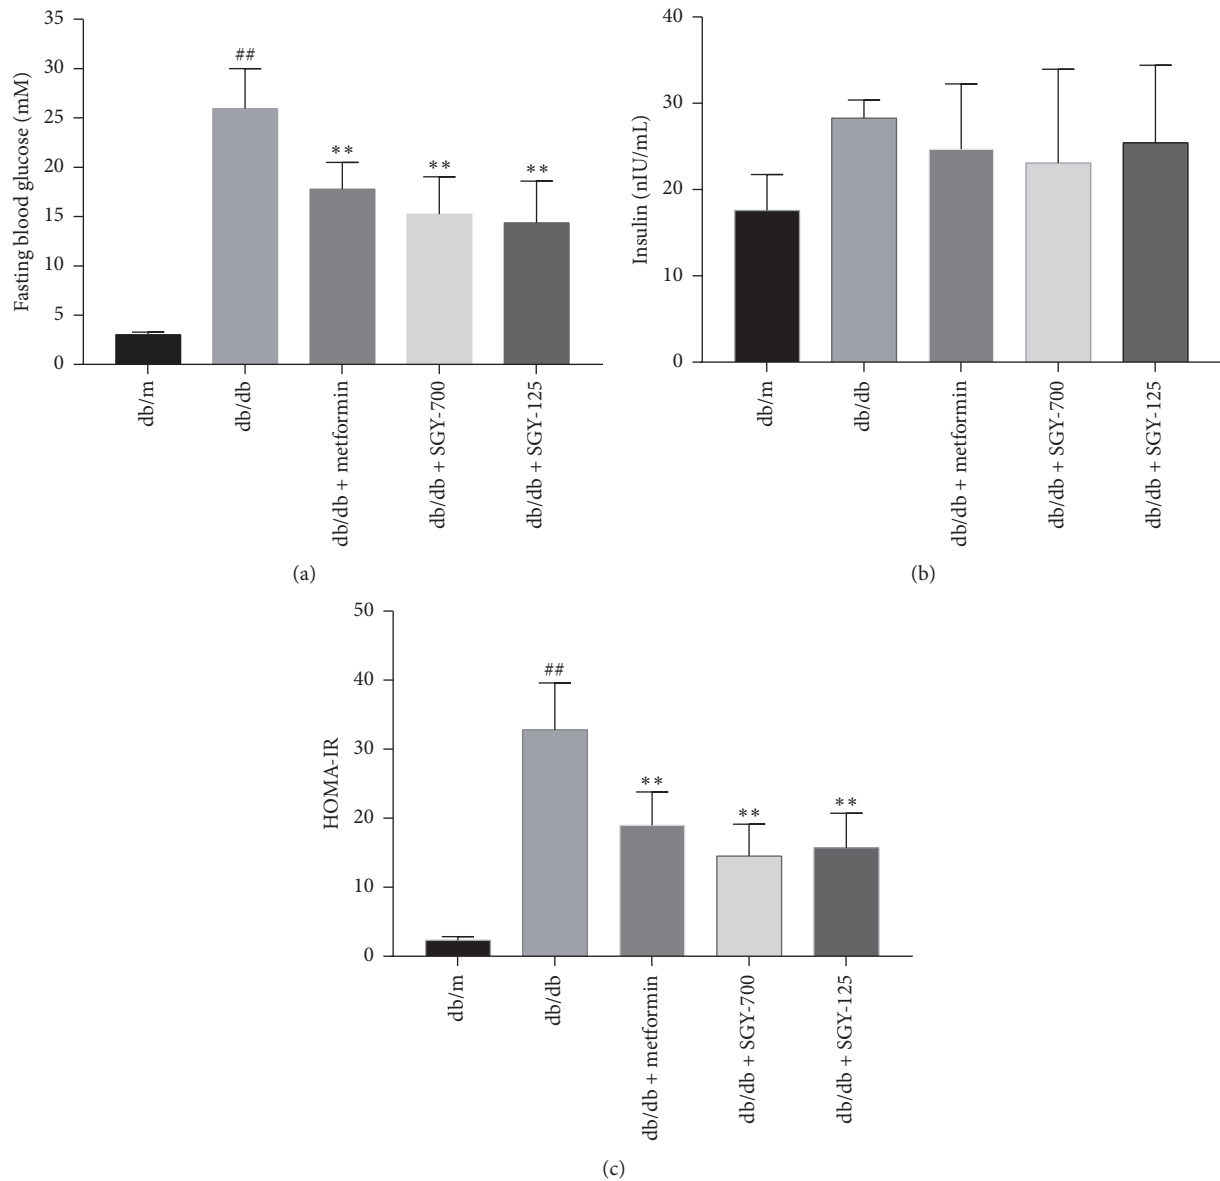 Fasting blood glucose (mM)
35
30
25
20
15
10
5
0
##
**
**
**
db/m
db/db
db/db + metformin
db/db + SGY-700
db/db + SGY-125
(a)
Insulin (nIU/mL)
40
30
20
10
0
db/m
db/db
db/db + metformin
db/db + SGY-700
db/db + SGY-125
(b)
HOMA-IR
50
40
30
20
10
0
##
**
**
**
db/m
db/db
db/db + metformin
db/db + SGY-700
db/db + SGY-125
(c)